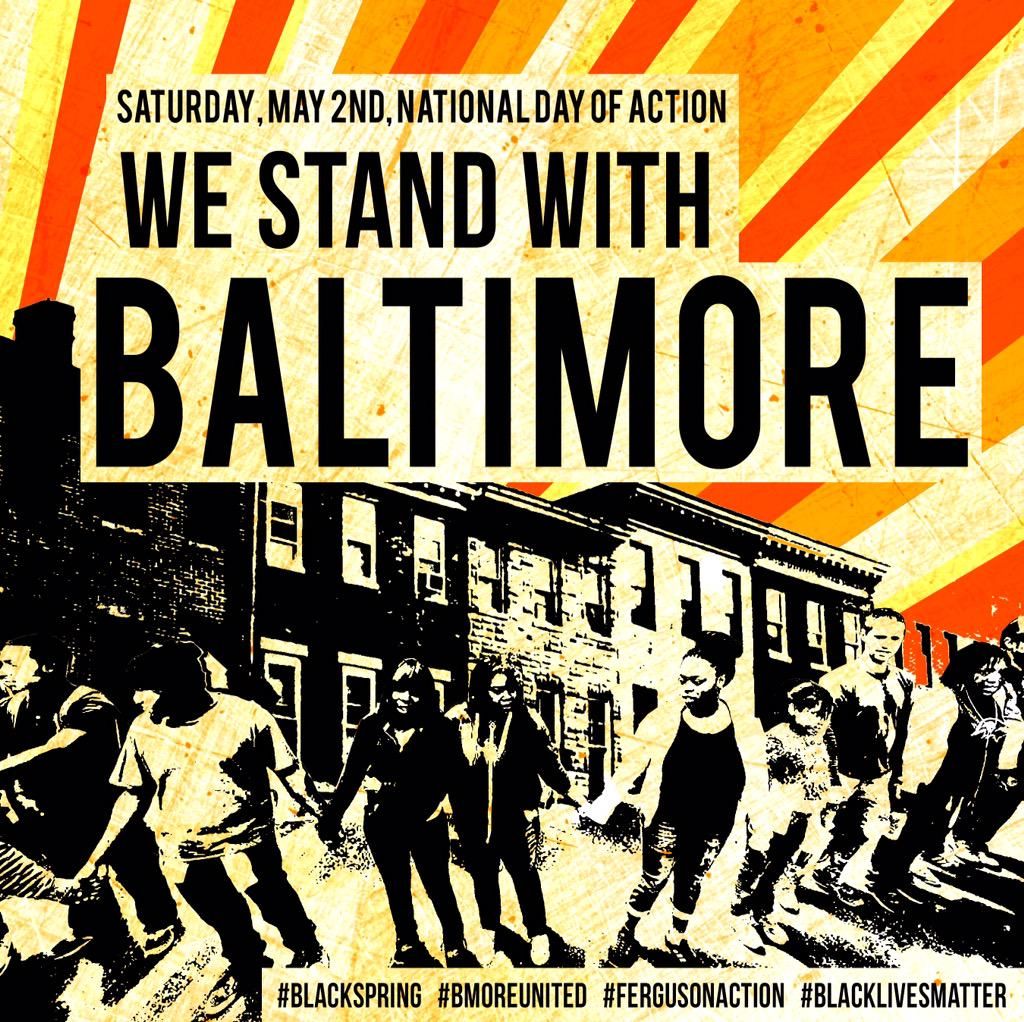 SATURDAY, MAY 2ND, NATIONAL DAY OF ACTION
WE STAND WITH
BALTIMORE
#BLACKSPRING #BMOREUNITED #FERGUSONACTION #BLACKLIVESMATTER